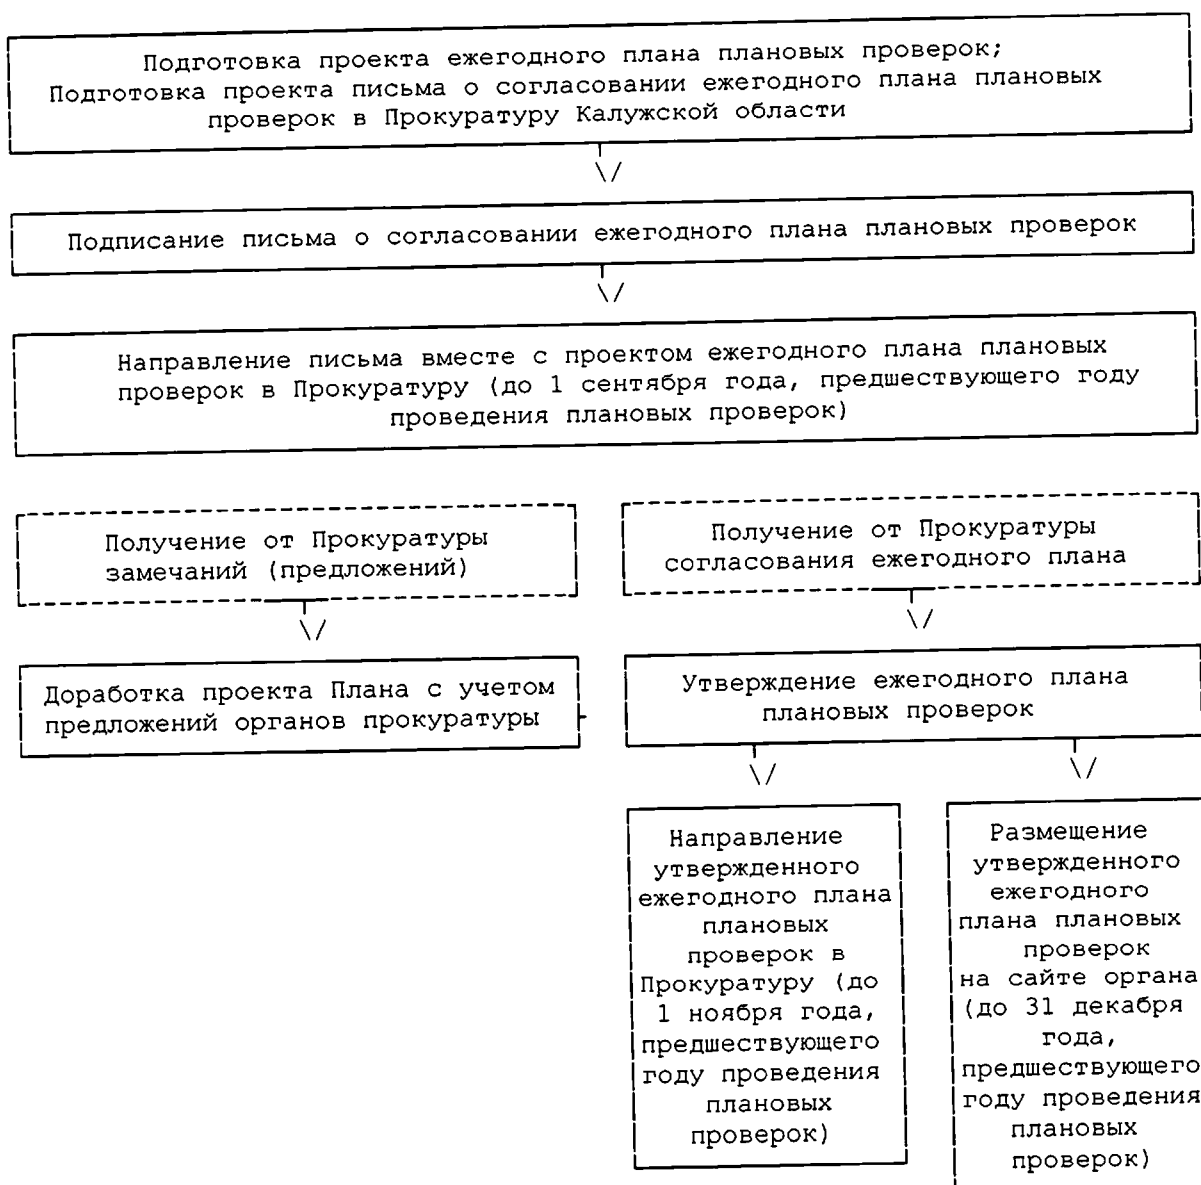 Подготовка проекта ежегодного плана плановых проверок;
Подготовка проекта письма о согласовании ежегодного плана плановых
проверок в Прокуратуру Калужской области
Подписание письма о согласовании ежегодного плана плановых проверок
Направление письма вместе с проектом ежегодного плана плановых
проверок в Прокуратуру (до 1 сентября года, предшествующего году
проведения плановых проверок)
Получение от Прокуратуры
замечаний (предложений)
Получение от Прокуратуры
согласования ежегодного плана
Доработка проекта Плана с учетом
предложений органов прокуратуры
Утверждение ежегодного плана
плановых проверок
Направление
утвержденного
ежегодного плана
плановых
проверок в
Прокуратуру (до
1 ноября года,
предшествующего
году проведения
плановых
проверок)
Размещение
утвержденного
ежегодного
плана плановых
проверок
на сайте органа
(до 31 декабря
года,
предшествующего
году проведения
плановых
проверок)